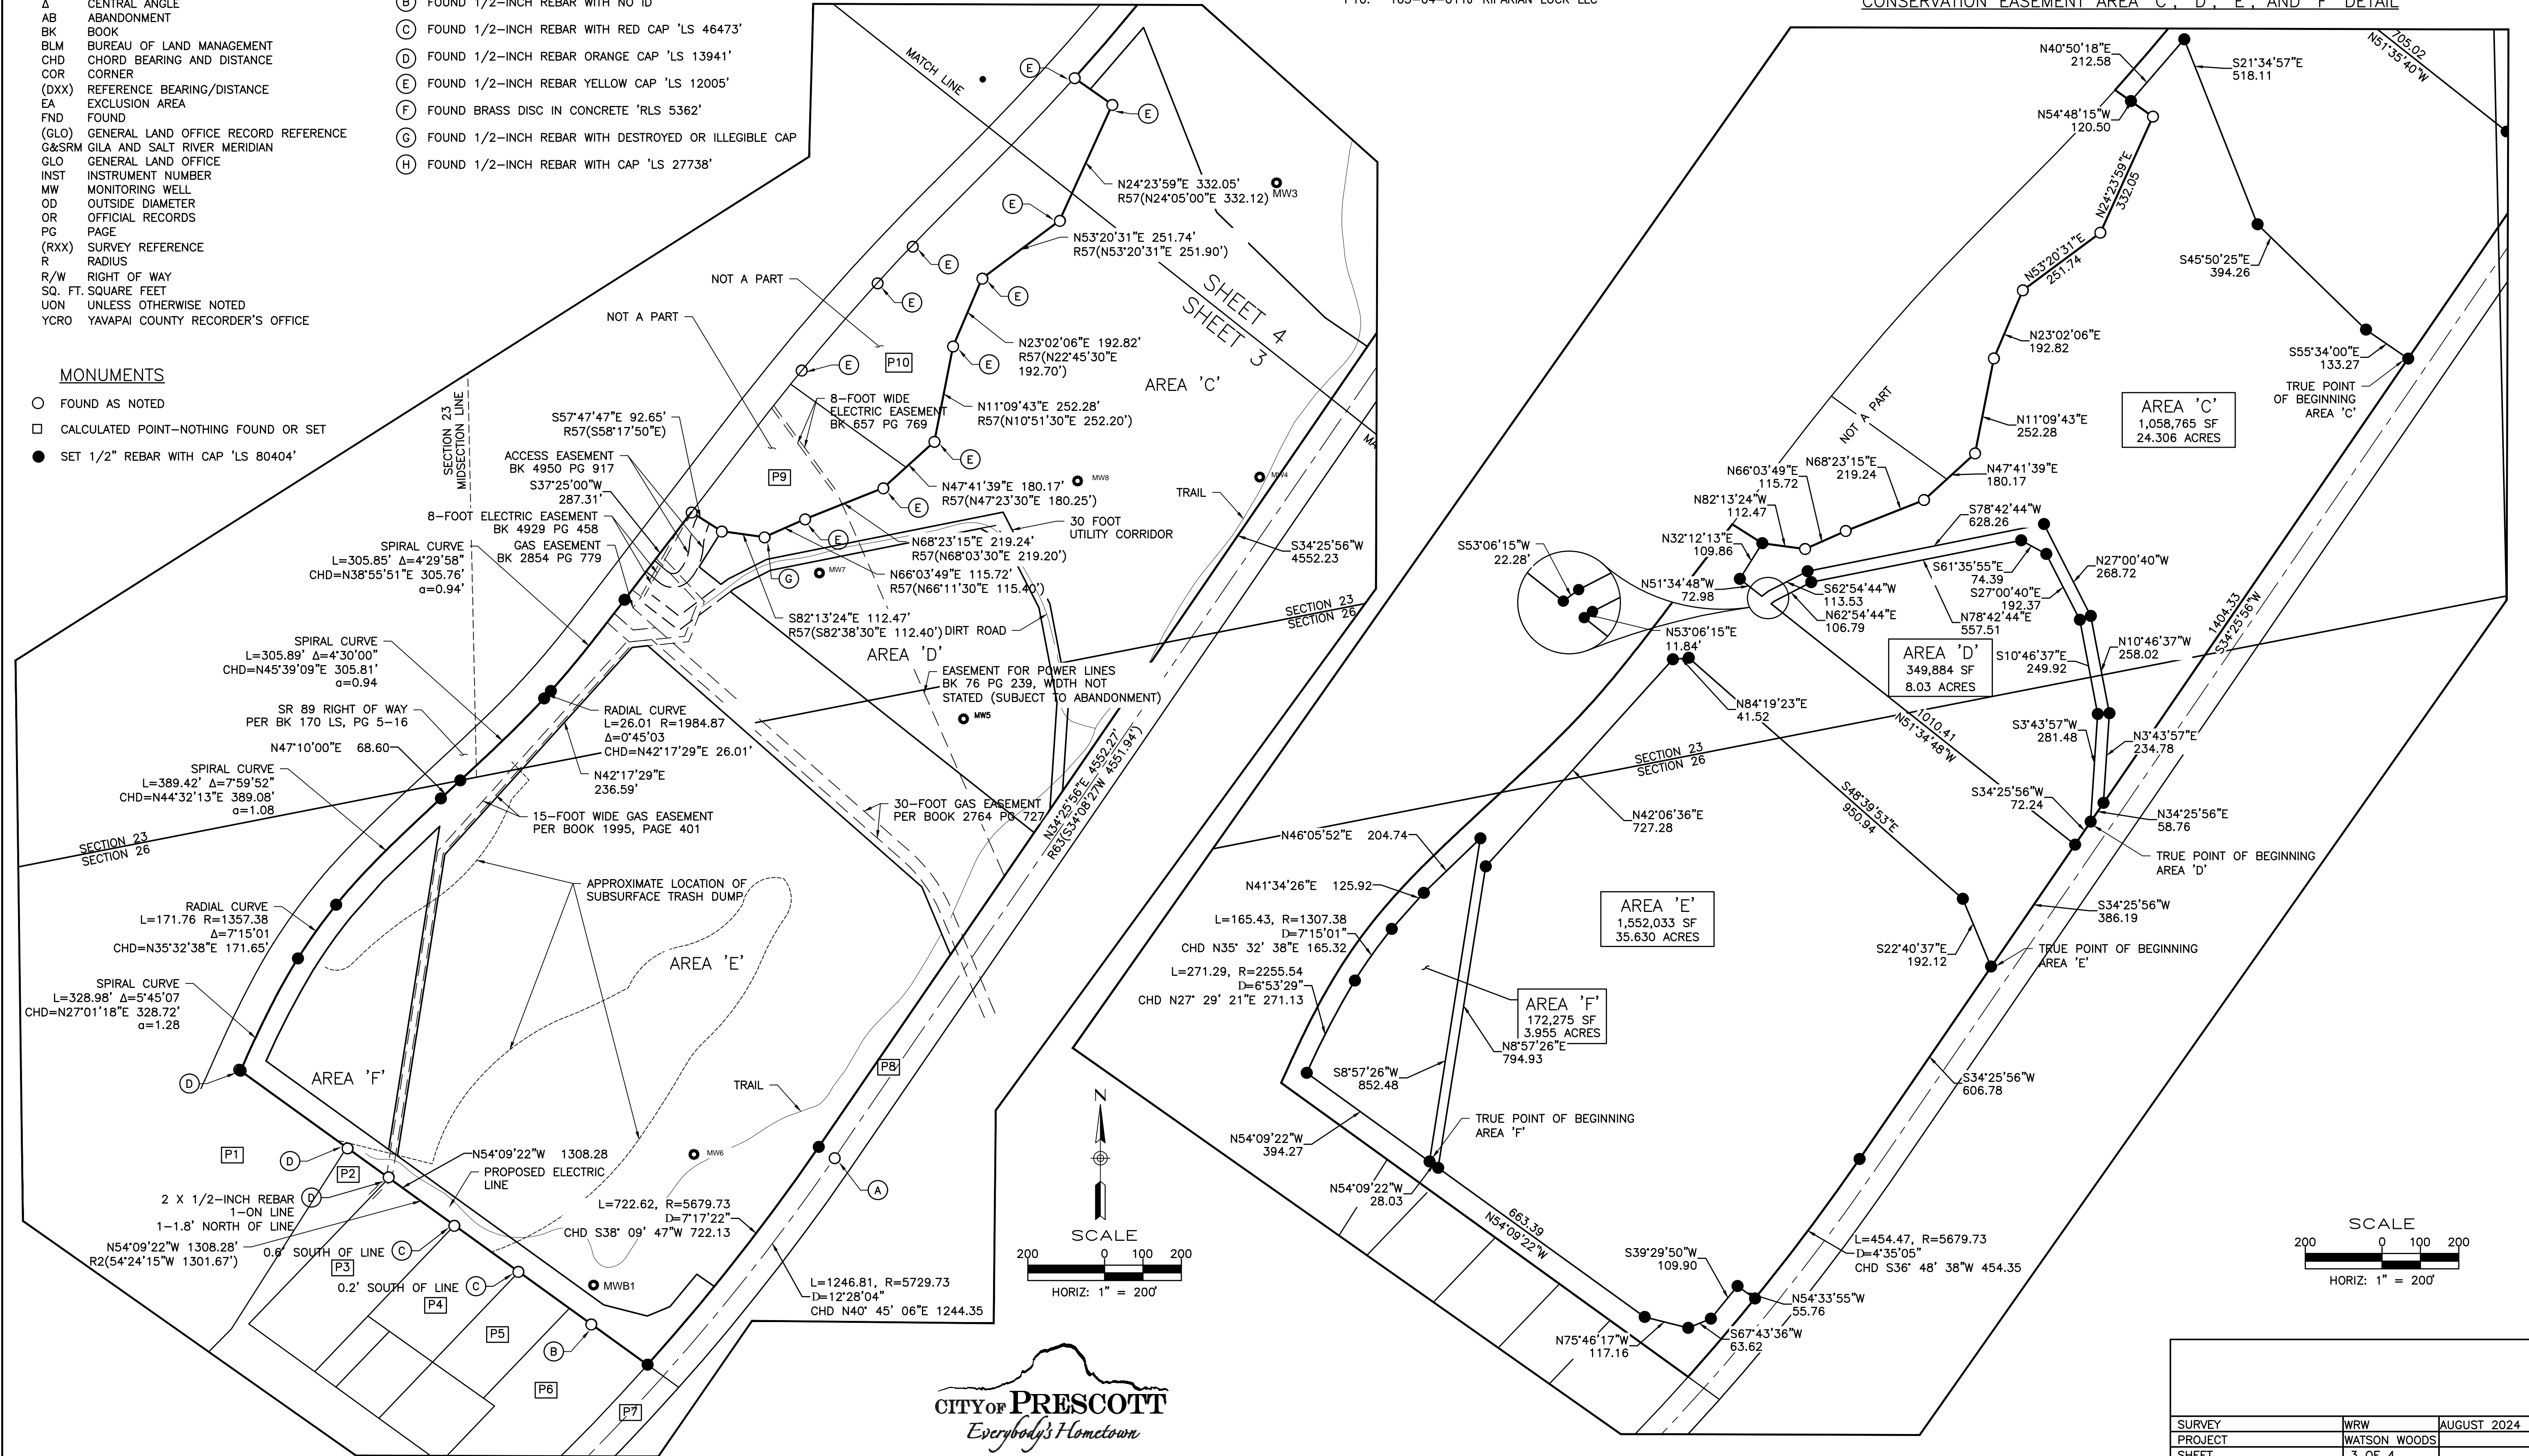 Δ CENTRAL ANGLE
AB ABANDONMENT
BK BOOK
BLM BUREAU OF LAND MANAGEMENT
CHD CHORD BEARING AND DISTANCE
COR CORNER
(DXX) REFERENCE BEARING/DISTANCE
EA EXCLUSION AREA
FND FOUND
(GLO) GENERAL LAND OFFICE RECORD REFERENCE
G&SRM GILA AND SALT RIVER MERIDIAN
GLO GENERAL LAND OFFICE
INST INSTRUMENT NUMBER
MW MONITORING WELL
OD OUTSIDE DIAMETER
OR OFFICIAL RECORDS
PG PAGE
(RXX) SURVEY REFERENCE
R RADIUS
R/W RIGHT OF WAY
SQ. FT. SQUARE FEET
UON UNLESS OTHERWISE NOTED
YCRO YAVAPAI COUNTY RECORDER'S OFFICE
MONUMENTS
FOUND AS NOTED
CALCULATED POINT-NOTHING FOUND OR SET
SET 1/2" REBAR WITH CAP 'LS 80404'
B FOUND 1/2-INCH REBAR WITH NO ID
C FOUND 1/2-INCH REBAR WITH RED CAP 'LS 46473'
D FOUND 1/2-INCH REBAR ORANGE CAP 'LS 13941'
E FOUND 1/2-INCH REBAR YELLOW CAP 'LS 12005'
F FOUND BRASS DISC IN CONCRETE 'RLS 5362'
G FOUND 1/2-INCH REBAR WITH DESTROYED OR ILLEGIBLE CAP
H FOUND 1/2-INCH REBAR WITH CAP 'LS 27738'
MATCH LINE
E
E
N24°23'59"E 332.05'
R57(N24°05'00"E 332.12)
MW3
E
N53°20'31"E 251.74'
R57(N53°20'31"E 251.90')
E
E
E
NOT A PART
NOT A PART
SHEET 4
SHEET 3
P10
E
N23°02'06"E 192.82'
R57(N22°45'30"E
192.70')
E
AREA 'C'
SECTION 23
MIDSECTION LINE
S57°47'47"E 92.65'
R57(S58°17'50"E)
8-FOOT WIDE
ELECTRIC EASEMENT
BK 657 PG 769
N11°09'43"E 252.28'
R57(N10°51'30"E 252.20')
ACCESS EASEMENT
BK 4950 PG 917
S37°25'00"W
287.31'
P9
E
MW8
MW4
N47°41'39"E 180.17'
R57(N47°23'30"E 180.25')
TRAIL
E
8-FOOT ELECTRIC EASEMENT
BK 4929 PG 458
GAS EASEMENT
BK 2854 PG 779
30 FOOT
UTILITY CORRIDOR
E
N68°23'15"E 219.24'
R57(N68°03'30"E 219.20')
SPIRAL CURVE
L=305.85' Δ=4°29'58"
CHD=N38°55'51"E 305.76'
a=0.94'
G
MW7
N66°03'49"E 115.72'
R57(N66°11'30"E 115.40')
S34°25'56"W
4552.23
SECTION 23
SECTION 26
S82°13'24"E 112.47'
R57(S82°38'30"E 112.40')
DIRT ROAD
AREA 'D'
SPIRAL CURVE
L=305.89' Δ=4°30'00"
CHD=N45°39'09"E 305.81'
a=0.94
EASEMENT FOR POWER LINES
BK 76 PG 239, WIDTH NOT
STATED (SUBJECT TO ABANDONMENT)
MW5
SR 89 RIGHT OF WAY
PER BK 170 LS, PG 5-16
RADIAL CURVE
L=26.01 R=1984.87
Δ=0°45'03
CHD=N42°17'29"E 26.01'
N47°10'00"E 68.60
SPIRAL CURVE
L=389.42' Δ=7°59'52"
CHD=N44°32'13"E 389.08'
a=1.08
N42°17'29"E
236.59'
N34°25'56"E 4552.27'
R63(S34°08'27W 4551.94')
30-FOOT GAS EASEMENT
PER BOOK 2764 PG 727
15-FOOT WIDE GAS EASEMENT
PER BOOK 1995, PAGE 401
SECTION 23
SECTION 26
APPROXIMATE LOCATION OF
SUBSURFACE TRASH DUMP
RADIAL CURVE
L=171.76 R=1357.38
Δ=7°15'01
CHD=N35°32'38"E 171.65'
AREA 'E'
SPIRAL CURVE
L=328.98' Δ=5°45'07
CHD=N27°01'18"E 328.72'
a=1.28
P8
D
AREA 'F'
TRAIL
P1
D
P2
N54°09'22"W 1308.28
PROPOSED ELECTRIC
LINE
MW6
A
2 X 1/2-INCH REBAR
1-ON LINE
1-1.8' NORTH OF LINE
D
L=722.62, R=5679.73
D=7°17'22"
CHD S38° 09' 47"W 722.13
N54°09'22"W 1308.28'
R2(54°24'15"W 1301.67')
0.6' SOUTH OF LINE
C
P3
0.2' SOUTH OF LINE
C
MWB1
P4
L=1246.81, R=5729.73
D=12°28'04"
CHD N40° 45' 06"E 1244.35
P5
B
P6
P7
N
SCALE
200 0 100 200
HORIZ: 1" = 200'
CITY OF PRESCOTT
Everybody's Hometown
CONSERVATION EASEMENT AREA 'C', 'D', 'E', AND 'F' DETAIL
N40°50'18"E
212.58
S21°34'57"E
518.11
705.02
N51°35'40"W
N54°48'15"W
120.50
N24°23'59"E
332.05
N53°20'31"E
251.74
S45°50'25"E
394.26
N23°02'06"E
192.82
S55°34'00"E
133.27
TRUE POINT
OF BEGINNING
AREA 'C'
AREA 'C'
1,058,765 SF
24.306 ACRES
NOT A PART
N11°09'43"E
252.28
N66°03'49"E
115.72
N68°23'15"E
219.24
N47°41'39"E
180.17
N82°13'24"W
112.47
S78°42'44"W
628.26
N32°12'13"E
109.86
S53°06'15"W
22.28'
N27°00'40"W
268.72
S61°35'55"E
74.39
S27°00'40"E
192.37
N51°34'48"W
72.98
S62°54'44"W
113.53
N62°54'44"E
106.79
N78°42'44"E
557.51
N53°06'15"E
11.84'
1404.33
S34°25'56"W
AREA 'D'
349,884 SF
8.03 ACRES
S10°46'37"E
249.92
N10°46'37"W
258.02
N84°19'23"E
41.52
1010.41
N51°34'48"W
S3°43'57"W
281.48
N3°43'57"E
234.78
SECTION 23
SECTION 26
S34°25'56"W
72.24
N34°25'56"E
58.76
S48°39'53"E
950.94
N42°06'36"E
727.28
N46°05'52"E 204.74
TRUE POINT OF BEGINNING
AREA 'D'
N41°34'26"E 125.92
AREA 'E'
1,552,033 SF
35.630 ACRES
S34°25'56"W
386.19
L=165.43, R=1307.38
D=7°15'01"
CHD N35° 32' 38"E 165.32
S22°40'37"E
192.12
TRUE POINT OF BEGINNING
AREA 'E'
L=271.29, R=2255.54
D=6°53'29"
CHD N27° 29' 21"E 271.13
AREA 'F'
172,275 SF
3.955 ACRES
N8°57'26"E
794.93
S8°57'26"W
852.48
S34°25'56"W
606.78
TRUE POINT OF BEGINNING
AREA 'F'
N54°09'22"W
394.27
N54°09'22"W
28.03
663.39
N54°09'22"W
S39°29'50"W
109.90
L=454.47, R=5679.73
D=4°35'05"
CHD S36° 48' 38"W 454.35
N54°33'55"W
55.76
N75°46'17"W
117.16
S67°43'36"W
63.62
SCALE
200 0 100 200
HORIZ: 1" = 200'
SURVEY WRW AUGUST 2024
PROJECT WATSON WOODS
SHEET 3 OF 4